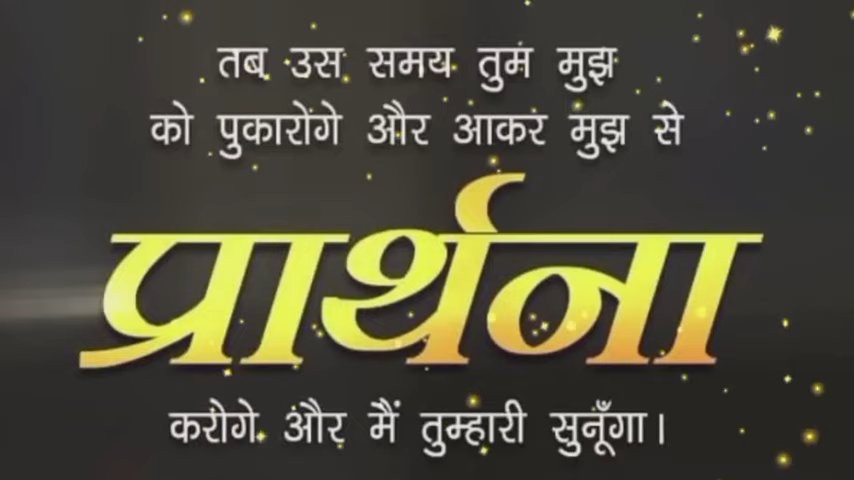 तब उस समय तुम मुझ
को पुकारोगे और आकर मुझ से
प्रार्थना
करोगे और मैं तुम्हारी सुनूँगा।